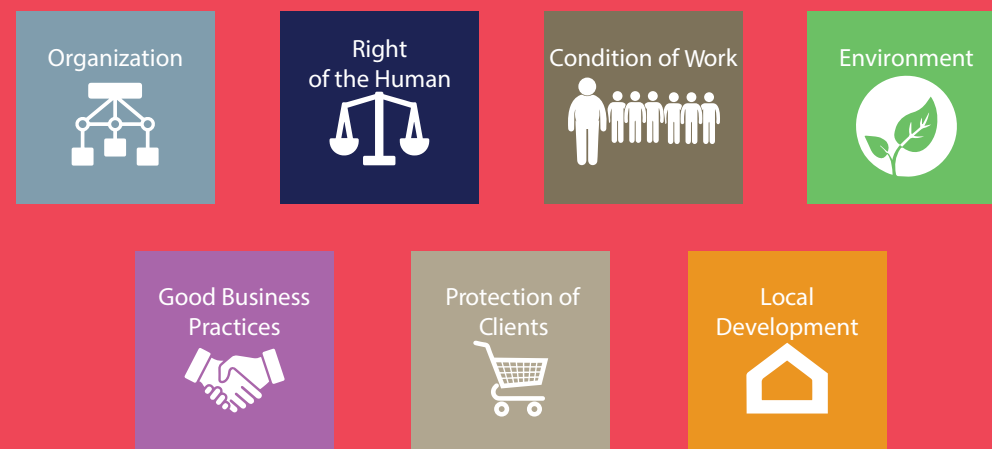 Organization
Right
of the Human
Condition of Work
Environment
Good Business
Practices
Protection of
Clients
Local
Development